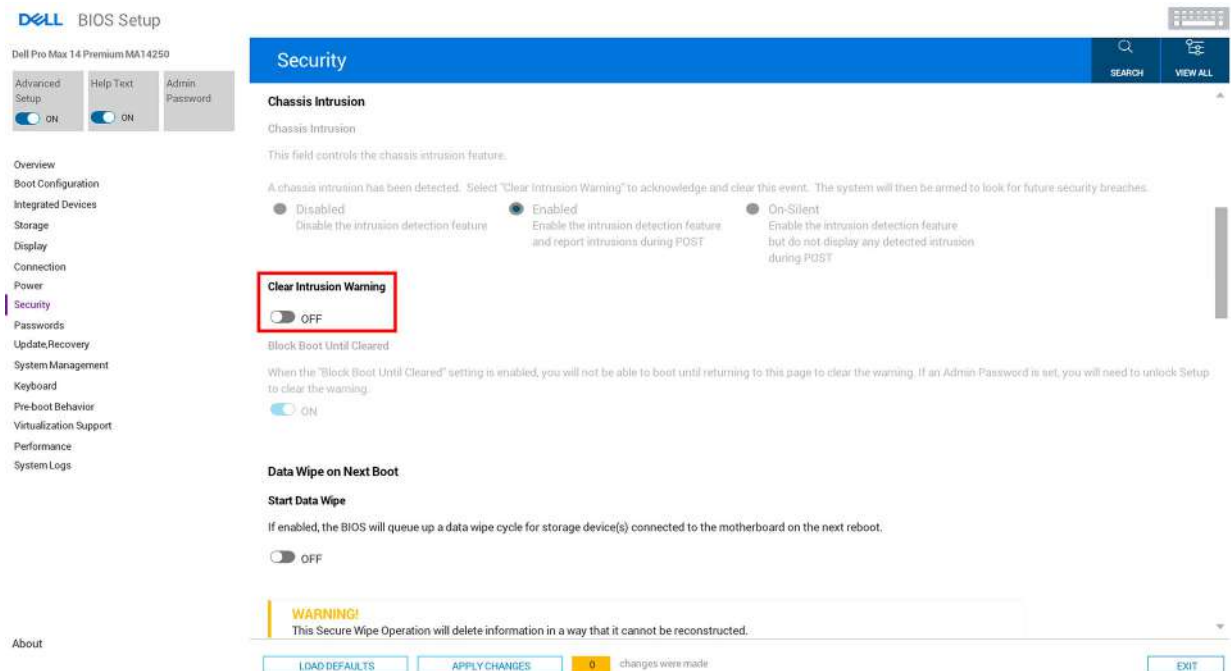 DELL BIOS Setup
Dell Pro Max 14 Premium MA14250
Advanced Setup
ON
Help Text
ON
Admin Password
Overview
Boot Configuration
Integrated Devices
Storage
Display
Connection
Power
Security
Passwords
Update,Recovery
System Management
Keyboard
Pre-boot Behavior
Virtualization Support
Performance
System Logs
About
Security
SEARCH
VIEW ALL
Chassis Intrusion
Chassis Intrusion
This field controls the chassis intrusion feature.
A chassis intrusion has been detected. Select "Clear Intrusion Warning" to acknowledge and clear this event. The system will then be armed to look for future security breaches.
Disabled
Disable the intrusion detection feature
Enabled
Enable the intrusion detection feature
and report intrusions during POST
On-Silent
Enable the intrusion detection feature
but do not display any detected intrusion
during POST
Clear Intrusion Warning
OFF
Block Boot Until Cleared
When the "Block Boot Until Cleared" setting is enabled, you will not be able to boot until returning to this page to clear the warning. If an Admin Password is set, you will need to unlock Setup
to clear the warning.
ON
Data Wipe on Next Boot
Start Data Wipe
If enabled, the BIOS will queue up a data wipe cycle for storage device(s) connected to the motherboard on the next reboot.
OFF
WARNING!
This Secure Wipe Operation will delete information in a way that it cannot be reconstructed.
LOAD DEFAULTS
APPLY CHANGES
0 changes were made
EXIT